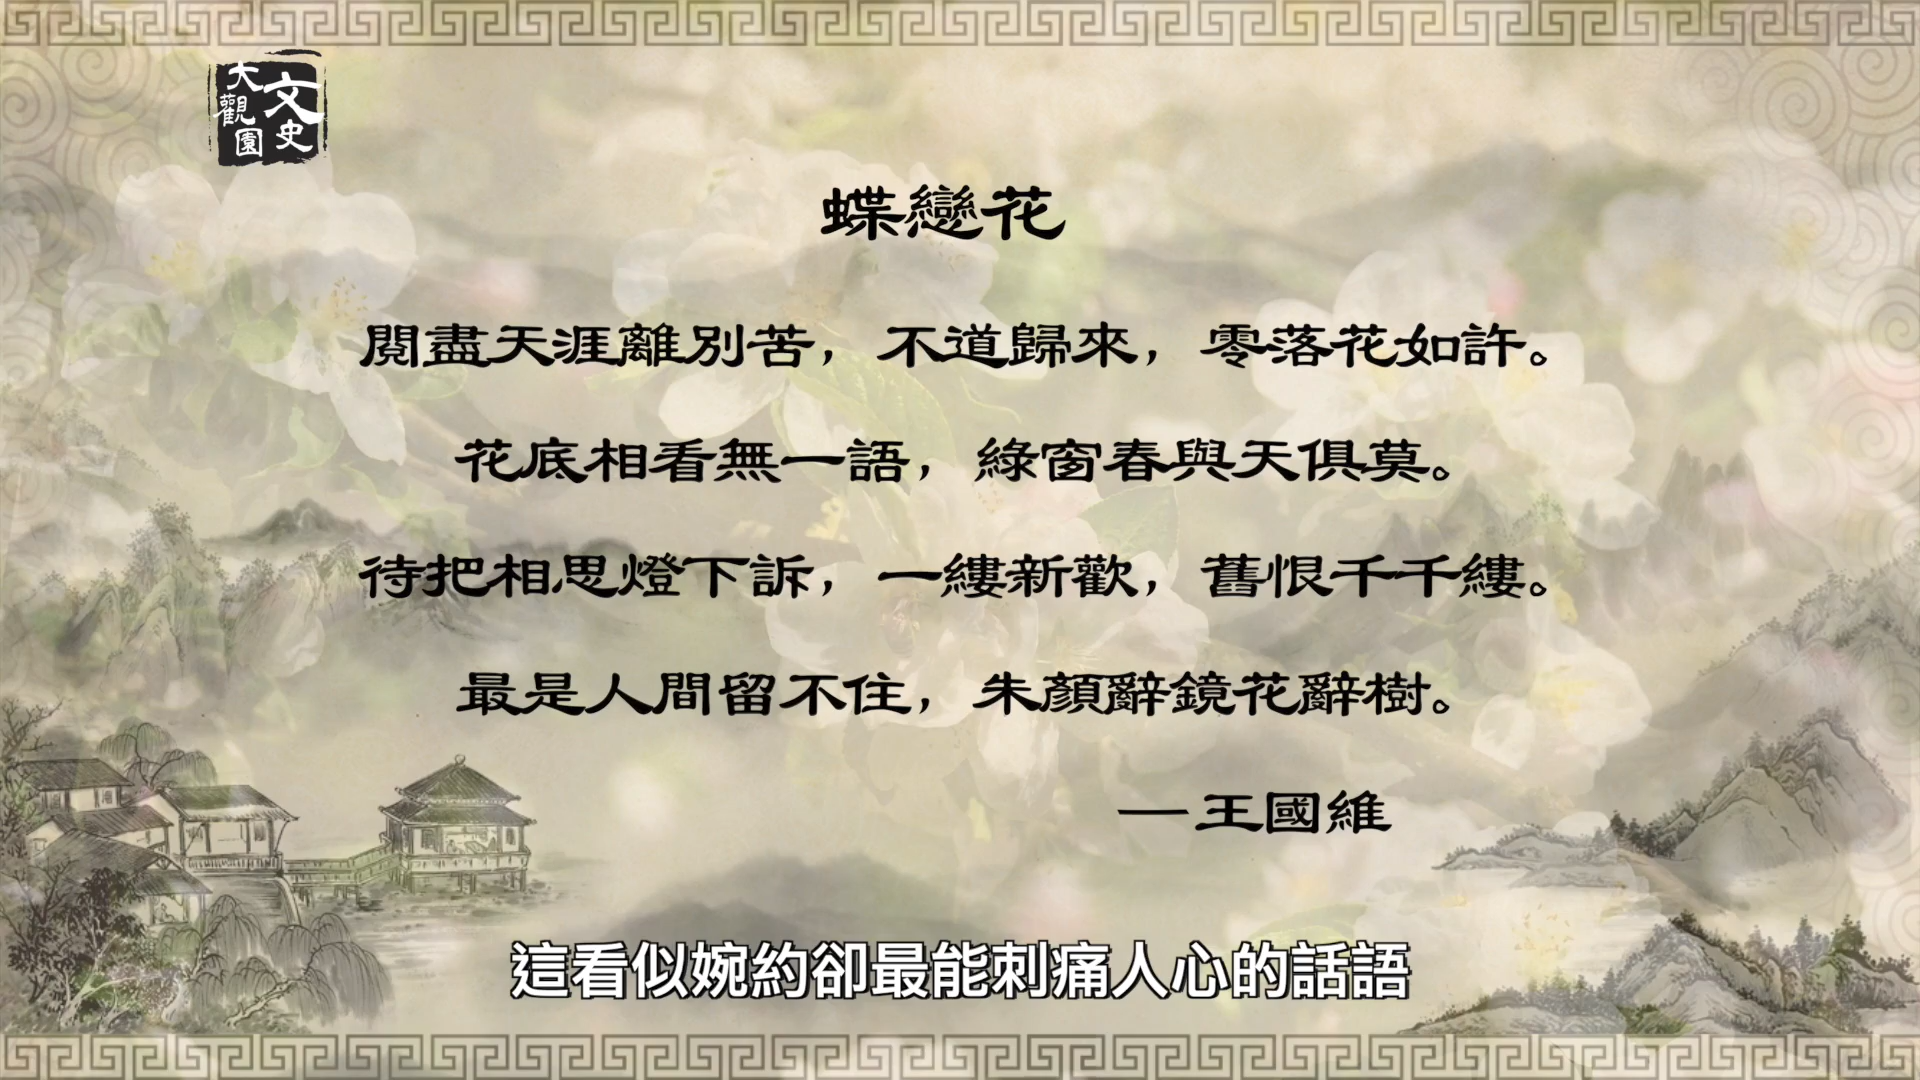 文史
大觀園
蝶戀花
閱盡天涯離別苦，不道歸來，零落花如許。
花底相看無一語，綠窗春與天俱莫。
待把相思燈下訴，一縷新歡，舊恨千千縷。
最是人間留不住，朱顏辭鏡花辭樹。
—王國維
這看似婉約卻最能刺痛人心的話語